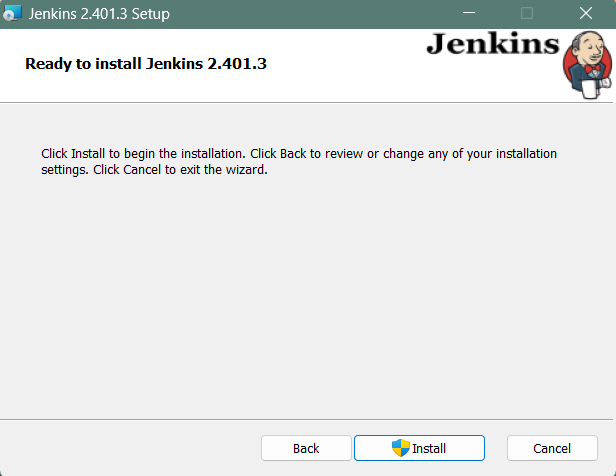 Jenkins 2.401.3 Setup
Jenkins
Ready to install Jenkins 2.401.3
Click Install to begin the installation. Click Back to review or change any of your installation
settings. Click Cancel to exit the wizard.
Back
Install
Cancel